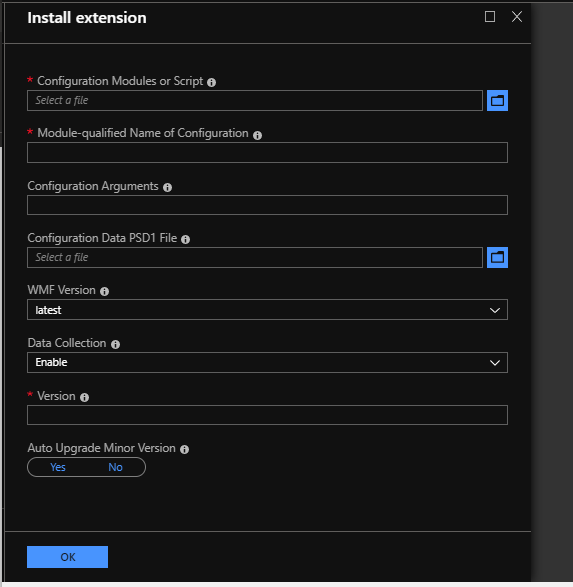 Install extension
* Configuration Modules or Script
Select a file
* Module-qualified Name of Configuration
Configuration Arguments
Configuration Data PSD1 File
Select a file
WMF Version
latest
Data Collection
Enable
* Version
Auto Upgrade Minor Version
Yes No
OK